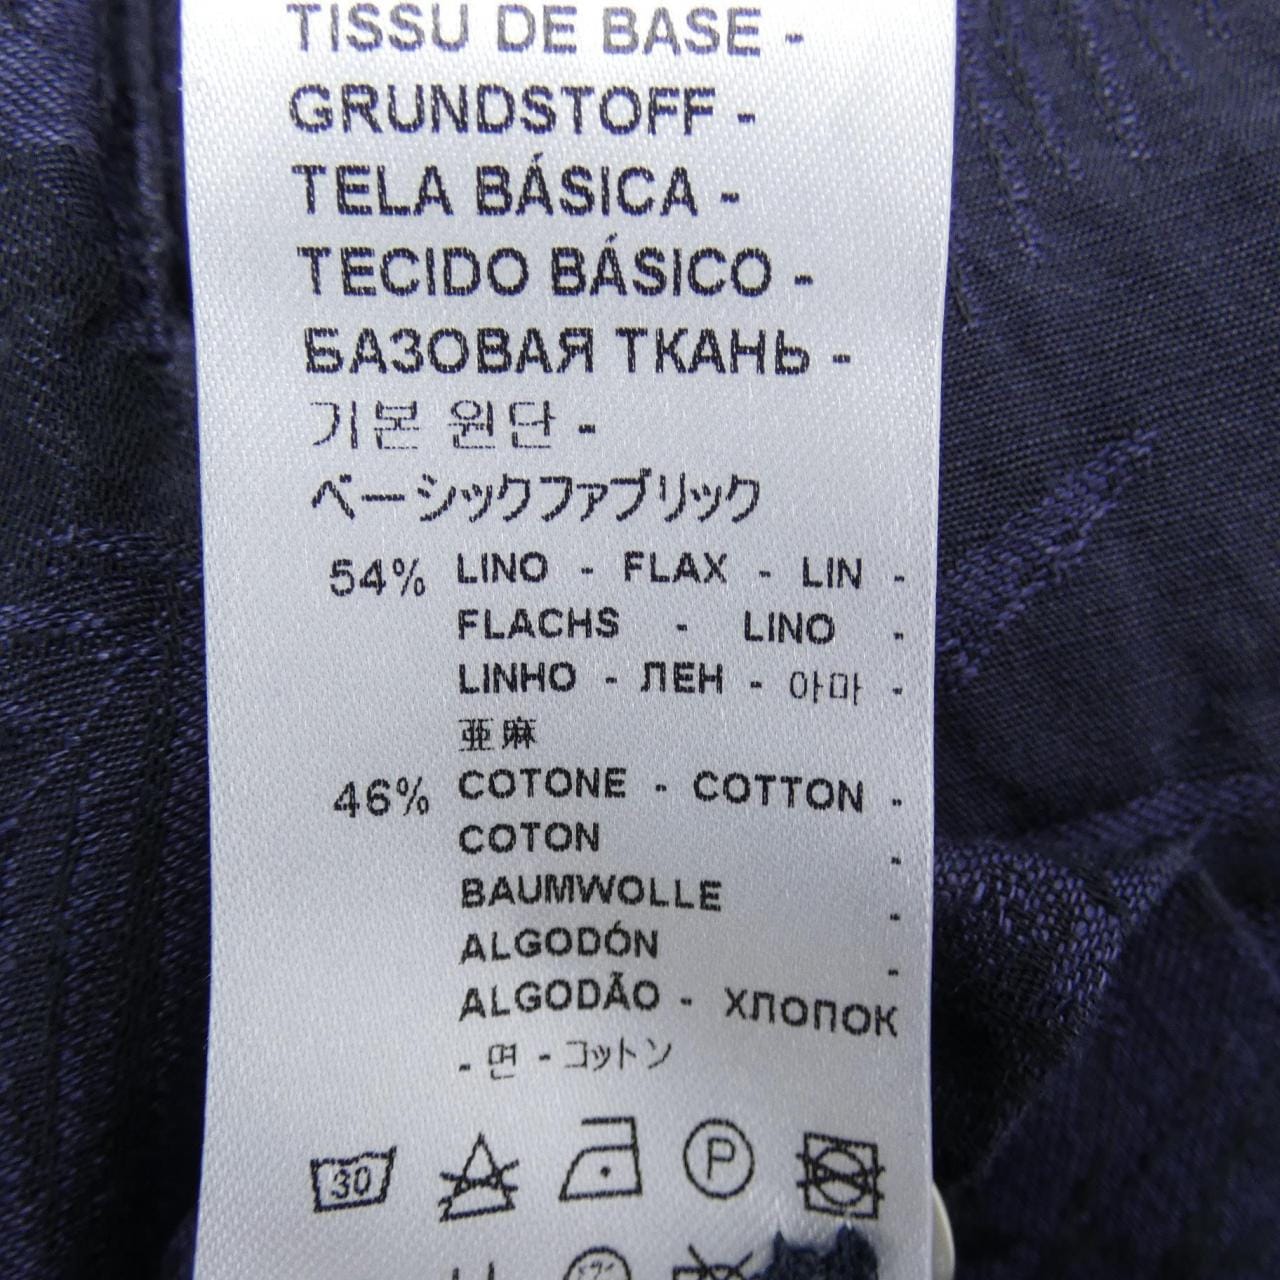 TISSU DE BASE -
GRUNDSTOFF -
TELA BÁSICA -
TECIDO BÁSICO -
БАЗОВАЯ ТКАНЬ -
기본 원단 -
ベーシックファブリック
54% LINO - FLAX - LIN -
FLACHS - LINO -
LINHO - ЛЕН - 아마 -
亜麻
46% COTONE - COTTON -
COTON -
BAUMWOLLE -
ALGODÓN -
ALGODÃO - ХЛОПОК
- 면 - コットン
30 P